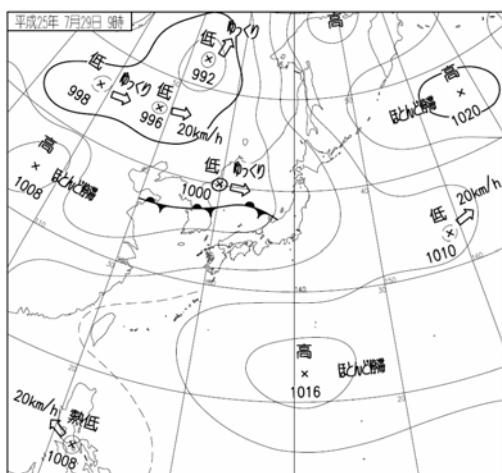 平成25年 7月29日 9時
低
ゆっくり
992
高
低
ゆっくり
998
低
996
20km/h
高
ほとんど停滞
1020
高
ほとんど停滞
1008
低
ゆっくり
1000
20km/h
低
1010
高
ほとんど停滞
1016
20km/h
熱低
1008